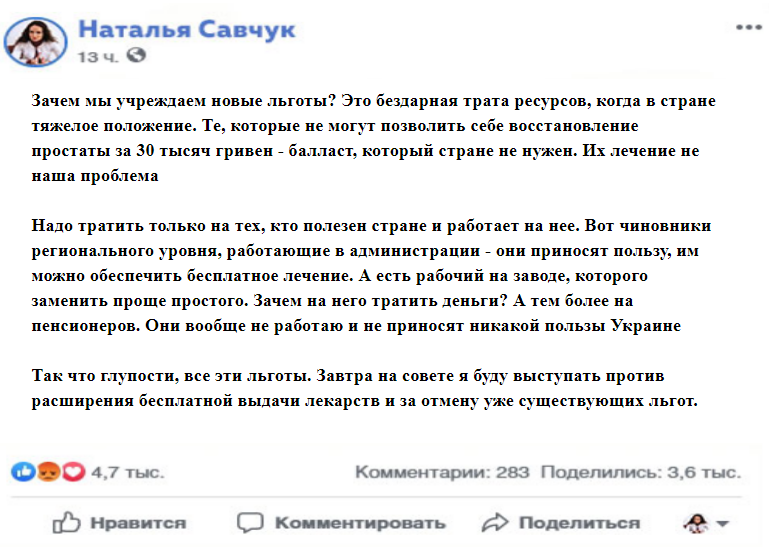 Наталья Савчук
13 ч.
Зачем мы учреждаем новые льготы? Это бездарная трата ресурсов, когда в стране
тяжелое положение. Те, которые не могут позволить себе восстановление
простаты за 30 тысяч гривен - балласт, который стране не нужен. Их лечение не
наша проблема
Надо тратить только на тех, кто полезен стране и работает на нее. Вот чиновники
регионального уровня, работающие в администрации - они приносят пользу, им
можно обеспечить бесплатное лечение. А есть рабочий на заводе, которого
заменить проще простого. Зачем на него тратить деньги? А тем более на
пенсионеров. Они вообще не работаю и не приносят никакой пользы Украине
Так что глупости, все эти льготы. Завтра на совете я буду выступать против
расширения бесплатной выдачи лекарств и за отмену уже существующих льгот.
4,7 тыс. Комментарии: 283 Поделились: 3,6 тыс.
Нравится Комментировать Поделиться